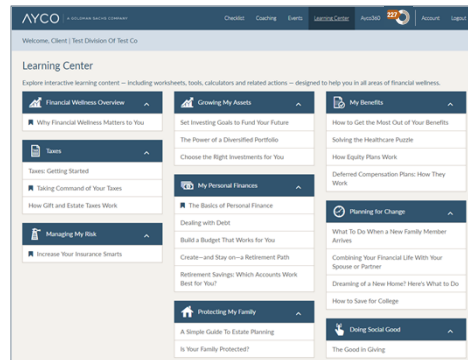 AYCO | A GOLDMAN SACHS COMPANY
Checklist Coaching Events Learning Center Ayco360 227 Account Logout
Welcome, Client | Test Division Of Test Co
Learning Center
Explore interactive learning content — including worksheets, tools, calculators and related actions — designed to help you in all areas of financial wellness.
Financial Wellness Overview
Why Financial Wellness Matters to You
Taxes
Taxes: Getting Started
Taking Command of Your Taxes
How Gift and Estate Taxes Work
Managing My Risk
Increase Your Insurance Smarts
Growing My Assets
Set Investing Goals to Fund Your Future
The Power of a Diversified Portfolio
Choose the Right Investments for You
My Personal Finances
The Basics of Personal Finance
Dealing with Debt
Build a Budget That Works for You
Create—and Stay on—a Retirement Path
Retirement Savings: Which Accounts Work
Best for You?
Protecting My Family
A Simple Guide To Estate Planning
Is Your Family Protected?
My Benefits
How to Get the Most Out of Your Benefits
Solving the Healthcare Puzzle
How Equity Plans Work
Deferred Compensation Plans: How They
Work
Planning for Change
What To Do When a New Family Member
Arrives
Combining Your Financial Life With Your
Spouse or Partner
Dreaming of a New Home? Here's What to Do
How to Save for College
Doing Social Good
The Good in Giving